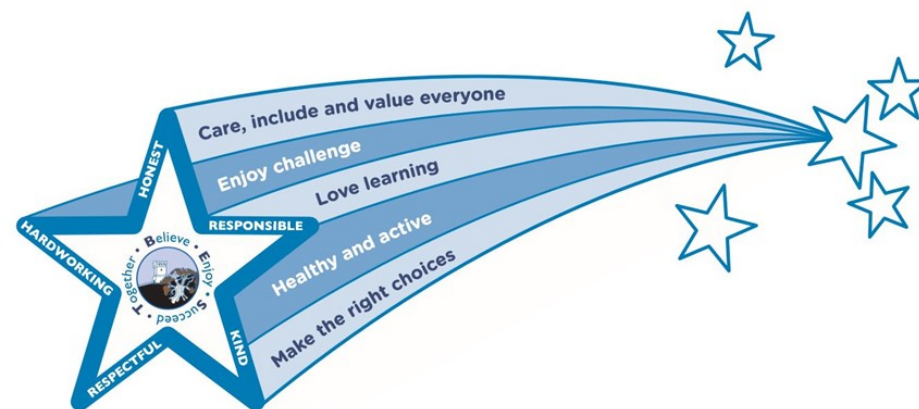 Care, include and value everyone
Enjoy challenge
Love learning
Healthy and active
Make the right choices
HONEST
RESPONSIBLE
KIND
RESPECTFUL
HARDWORKING
Believe • Enjoy • Succeed • Together •